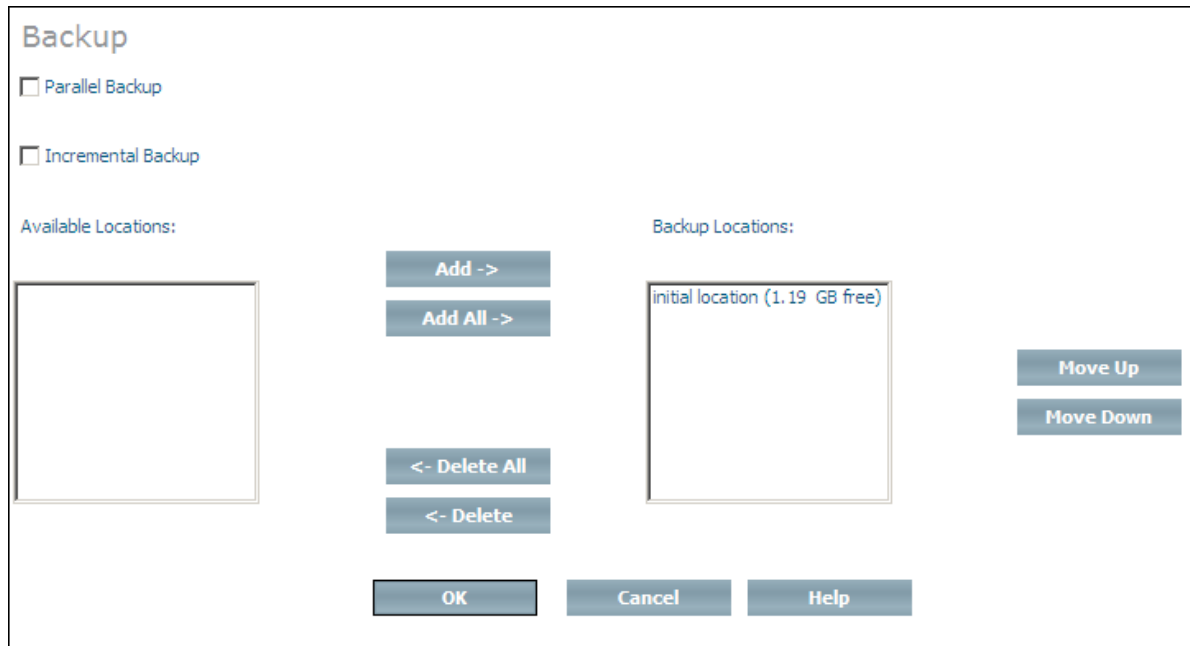 Backup
Parallel Backup
Incremental Backup
Available Locations:
Backup Locations:
Add ->
Add All ->
initial location (1.19 GB free)
Move Up
Move Down
<- Delete All
<- Delete
OK
Cancel
Help